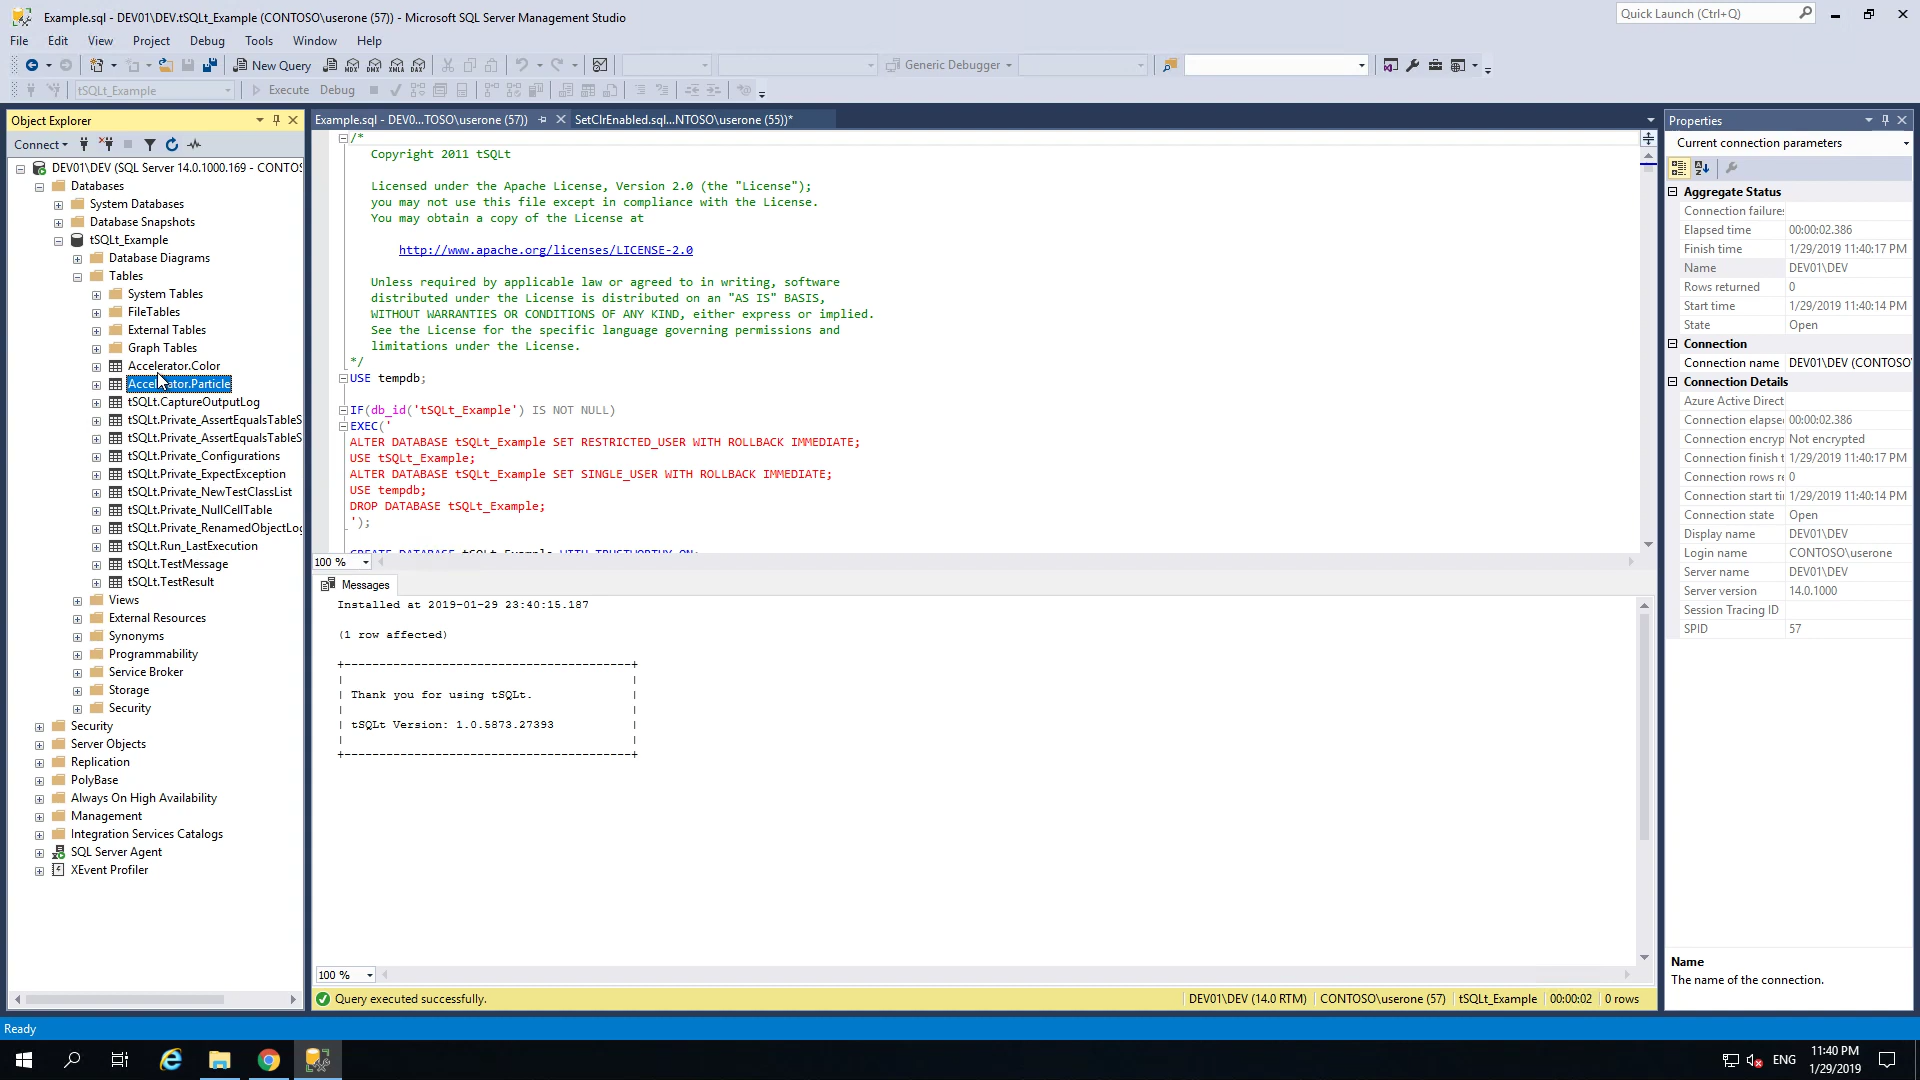 Example.sql - DEV01\DEV.tSQLt_Example (CONTOSO\userone (57)) - Microsoft SQL Server Management Studio
Quick Launch (Ctrl+Q)
File Edit View Project Debug Tools Window Help
New Query
Generic Debugger
tSQLt_Example
Execute Debug
Object Explorer
Connect
DEV01\DEV (SQL Server 14.0.1000.169 - CONTOS
Databases
System Databases
Database Snapshots
tSQLt_Example
Database Diagrams
Tables
System Tables
FileTables
External Tables
Graph Tables
Accelerator.Color
Accelerator.Particle
tSQLt.CaptureOutputLog
tSQLt.Private_AssertEqualsTableS
tSQLt.Private_AssertEqualsTableS
tSQLt.Private_Configurations
tSQLt.Private_ExpectException
tSQLt.Private_NewTestClassList
tSQLt.Private_NullCellTable
tSQLt.Private_RenamedObjectLog
tSQLt.Run_LastExecution
tSQLt.TestMessage
tSQLt.TestResult
Views
External Resources
Synonyms
Programmability
Service Broker
Storage
Security
Security
Server Objects
Replication
PolyBase
Always On High Availability
Management
Integration Services Catalogs
SQL Server Agent
XEvent Profiler
Example.sql - DEV0...TOSO\userone (57))
SetClrEnabled.sql...NTOSO\userone (55))*
/*
Copyright 2011 tSQLt
Licensed under the Apache License, Version 2.0 (the "License");
you may not use this file except in compliance with the License.
You may obtain a copy of the License at
http://www.apache.org/licenses/LICENSE-2.0
Unless required by applicable law or agreed to in writing, software
distributed under the License is distributed on an "AS IS" BASIS,
WITHOUT WARRANTIES OR CONDITIONS OF ANY KIND, either express or implied.
See the License for the specific language governing permissions and
limitations under the License.
*/
USE tempdb;
IF(db_id('tSQLt_Example') IS NOT NULL)
EXEC('
ALTER DATABASE tSQLt_Example SET RESTRICTED_USER WITH ROLLBACK IMMEDIATE;
USE tSQLt_Example;
ALTER DATABASE tSQLt_Example SET SINGLE_USER WITH ROLLBACK IMMEDIATE;
USE tempdb;
DROP DATABASE tSQLt_Example;
');
CREATE DATABASE tSQLt_Example WITH TRUSTWORTHY ON;
100 %
Messages
Installed at 2019-01-29 23:40:15.187
(1 row affected)
+-----------------------------------------+
| |
| Thank you for using tSQLt. |
| |
| tSQLt Version: 1.0.5873.27393 |
| |
+-----------------------------------------+
100 %
Query executed successfully.
DEV01\DEV (14.0 RTM) CONTOSO\userone (57) tSQLt_Example 00:00:02 0 rows
Properties
Current connection parameters
Aggregate Status
Connection failures
Elapsed time 00:00:02.386
Finish time 1/29/2019 11:40:17 PM
Name DEV01\DEV
Rows returned 0
Start time 1/29/2019 11:40:14 PM
State Open
Connection
Connection name DEV01\DEV (CONTOSO
Connection Details
Azure Active Direct
Connection elapse 00:00:02.386
Connection encryp Not encrypted
Connection finish t 1/29/2019 11:40:17 PM
Connection rows re 0
Connection start ti 1/29/2019 11:40:14 PM
Connection state Open
Display name DEV01\DEV
Login name CONTOSO\userone
Server name DEV01\DEV
Server version 14.0.1000
Session Tracing ID
SPID 57
Name
The name of the connection.
Ready
ENG
11:40 PM
1/29/2019